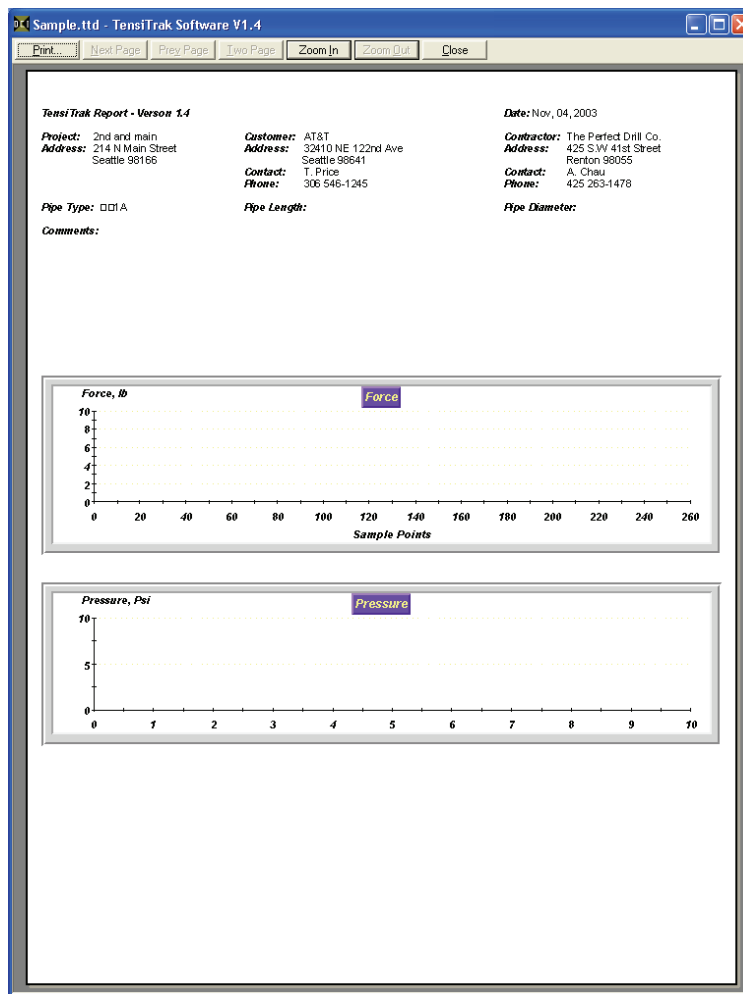 Sample.ttd - TensiTrak Software V1.4
Print... Next Page Prev Page Two Page Zoom In Zoom Out Close
TensiTrak Report - Verson 1.4 Date: Nov, 04, 2003
Project: 2nd and main Customer: AT&T Contractor: The Perfect Drill Co.
Address: 214 N Main Street Address: 32410 NE 122nd Ave Address: 425 S.W 41st Street
Seattle 98166 Seattle 98641 Renton 98055
Contact: T. Price Contact: A. Chau
Phone: 306 546-1245 Phone: 425 263-1478
Pipe Type: □□1A Pipe Length: Pipe Diameter:
Comments:
Force, lb Force
10
8
6
4
2
0
0 20 40 60 80 100 120 140 160 180 200 220 240 260
Sample Points
Pressure, Psi Pressure
10
5
0
0 1 2 3 4 5 6 7 8 9 10